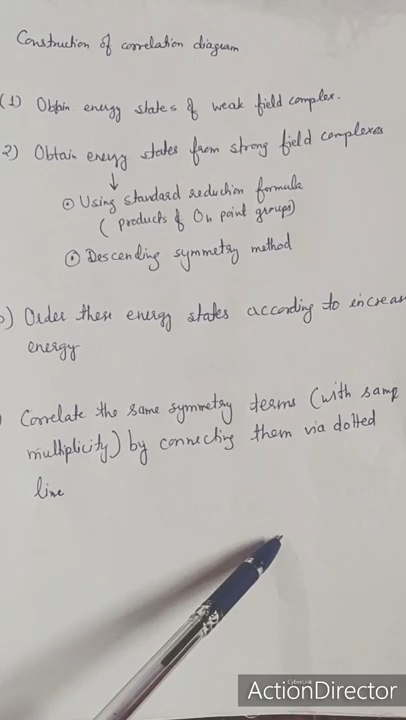 Construction of correlation diagram
(1) Obtain energy states of weak field complex.
2) Obtain energy states from strong field complexes
↓
⊙ Using standard reduction formula
( products of Oh point groups)
⊙ Descending symmetry method
) Order these energy states according to increas
energy
Correlate the same symmetry terms (with samp
multiplicity) by connecting them via dotted
line
CyberLink
ActionDirector